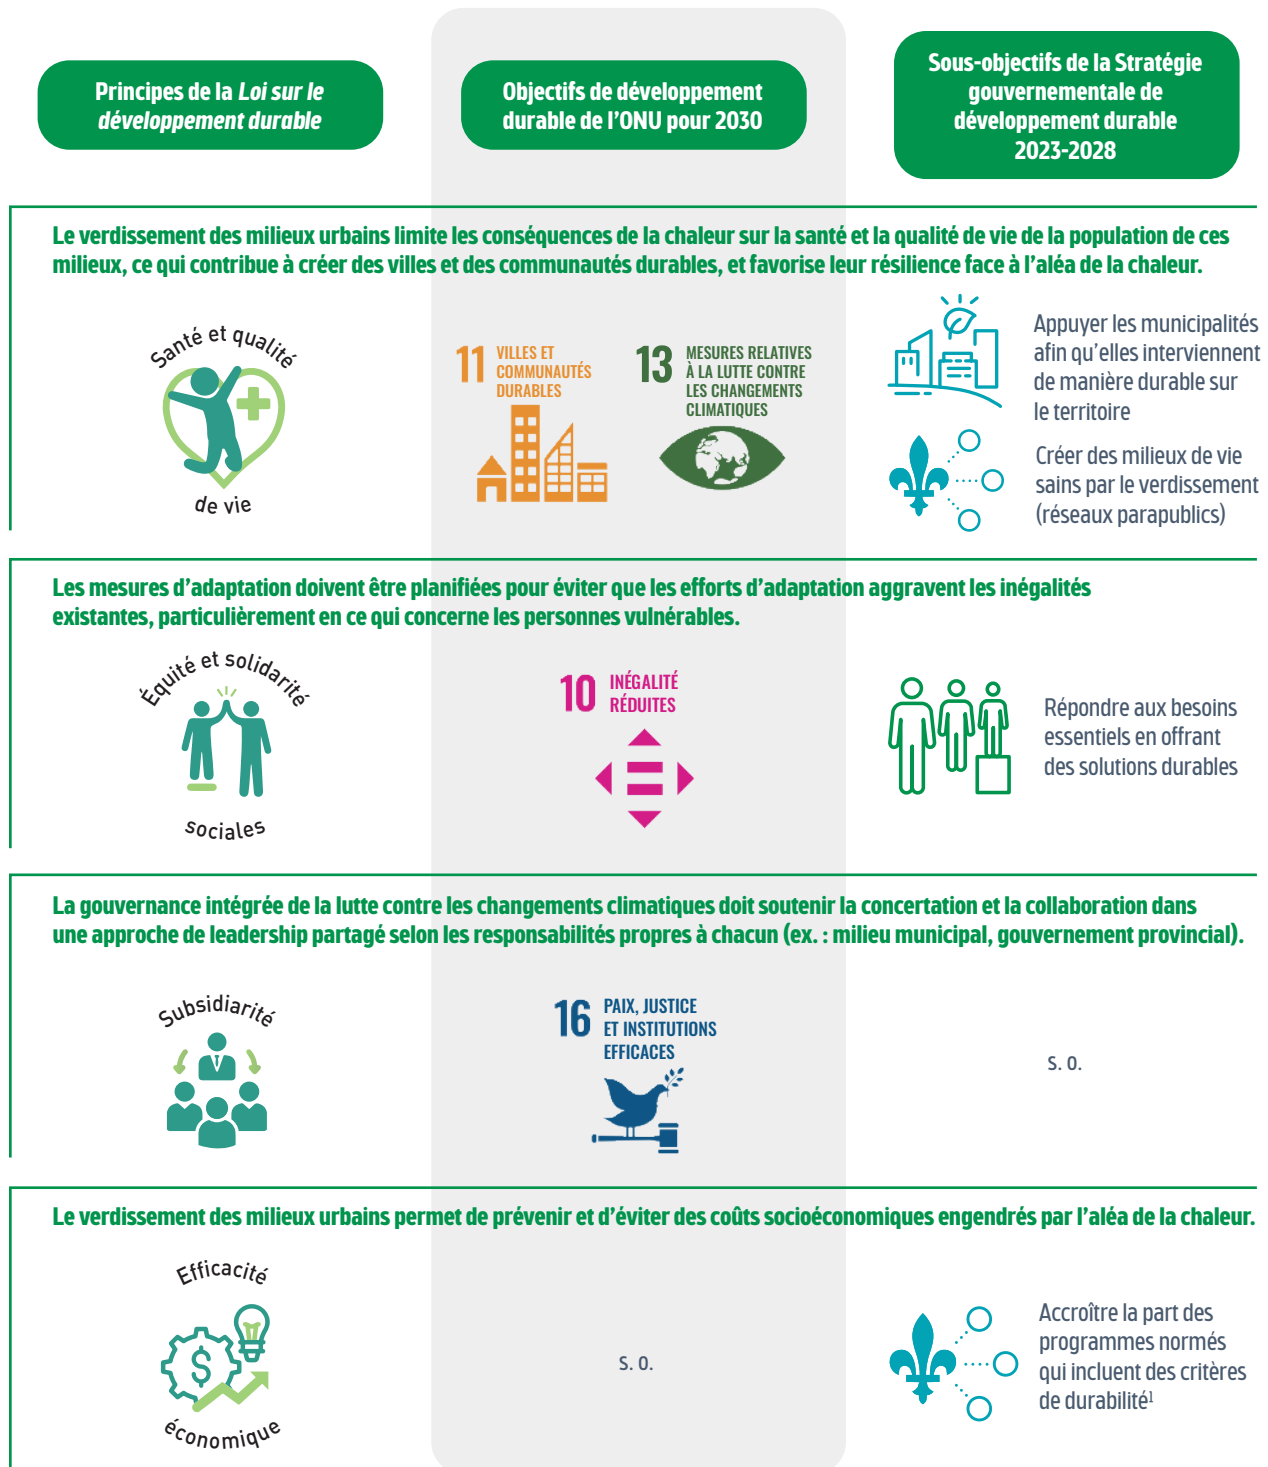 Principes de la Loi sur le
développement durable
Objectifs de développement
durable de l'ONU pour 2030
Sous-objectifs de la Stratégie
gouvernementale de
développement durable
2023-2028
Le verdissement des milieux urbains limite les conséquences de la chaleur sur la santé et la qualité de vie de la population de ces
milieux, ce qui contribue à créer des villes et des communautés durables, et favorise leur résilience face à l'aléa de la chaleur.
Santé et qualité
de vie
11 VILLES ET
COMMUNAUTÉS
DURABLES
13 MESURES RELATIVES
À LA LUTTE CONTRE
LES CHANGEMENTS
CLIMATIQUES
Appuyer les municipalités
afin qu'elles interviennent
de manière durable sur
le territoire
Créer des milieux de vie
sains par le verdissement
(réseaux parapublics)
Les mesures d'adaptation doivent être planifiées pour éviter que les efforts d'adaptation aggravent les inégalités
existantes, particulièrement en ce qui concerne les personnes vulnérables.
Équité et solidarité
sociales
10 INÉGALITÉ
RÉDUITES
Répondre aux besoins
essentiels en offrant
des solutions durables
La gouvernance intégrée de la lutte contre les changements climatiques doit soutenir la concertation et la collaboration dans
une approche de leadership partagé selon les responsabilités propres à chacun (ex. : milieu municipal, gouvernement provincial).
Subsidiarité
16 PAIX, JUSTICE
ET INSTITUTIONS
EFFICACES
S. O.
Le verdissement des milieux urbains permet de prévenir et d'éviter des coûts socioéconomiques engendrés par l'aléa de la chaleur.
Efficacité
$
économique
S. O.
Accroître la part des
programmes normés
qui incluent des critères
de durabilité¹